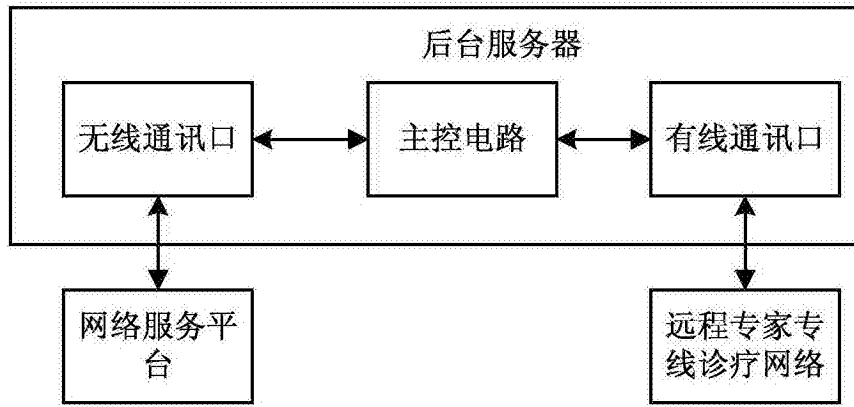 后台服务器
无线通讯口
主控电路
有线通讯口
网络服务平
台
远程专家专
线诊疗网络